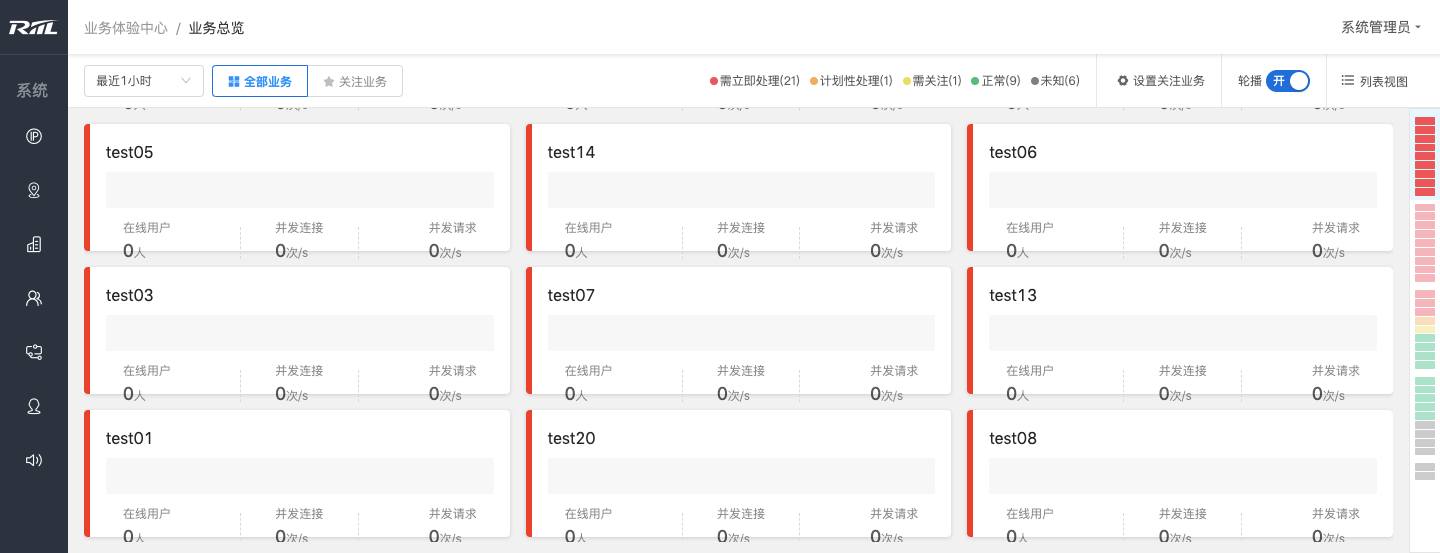 RIIL
业务体验中心 / 业务总览
系统管理员
系统
最近1小时
全部业务
关注业务
需立即处理(21)
计划性处理(1)
需关注(1)
正常(9)
未知(6)
设置关注业务
轮播 开
列表视图
test05
在线用户 并发连接 并发请求
0人 0次/s 0次/s
test14
在线用户 并发连接 并发请求
0人 0次/s 0次/s
test06
在线用户 并发连接 并发请求
0人 0次/s 0次/s
test03
在线用户 并发连接 并发请求
0人 0次/s 0次/s
test07
在线用户 并发连接 并发请求
0人 0次/s 0次/s
test13
在线用户 并发连接 并发请求
0人 0次/s 0次/s
test01
在线用户 并发连接 并发请求
0人 0次/s 0次/s
test20
在线用户 并发连接 并发请求
0人 0次/s 0次/s
test08
在线用户 并发连接 并发请求
0人 0次/s 0次/s